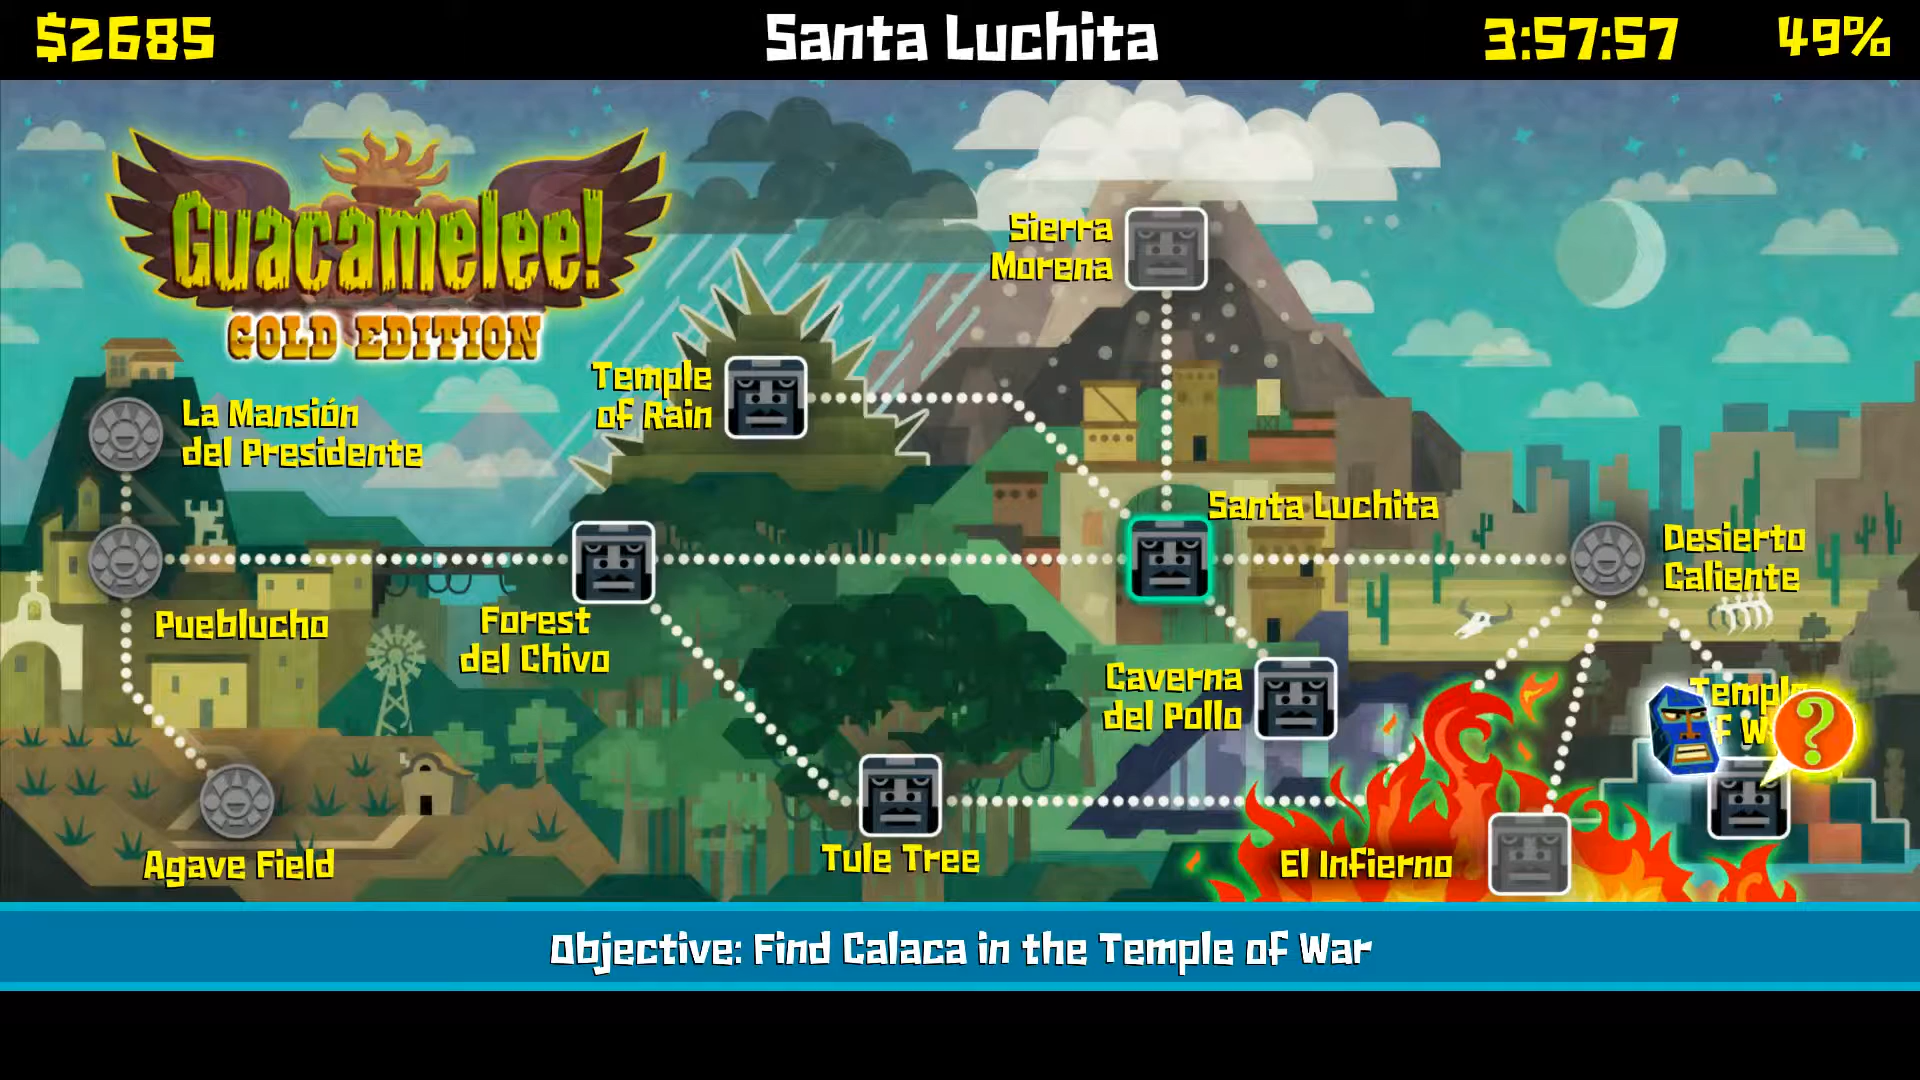 $2685
Santa Luchita
3:57:57
49%
Guacamelee!
GOLD EDITION
Sierra
Morena
Temple
of Rain
La Mansión
del Presidente
Santa Luchita
Desierto
Caliente
Pueblucho
Forest
del Chivo
Caverna
del Pollo
Temple
?
Agave Field
Tule Tree
El Infierno
Objective: Find Calaca in the Temple of War